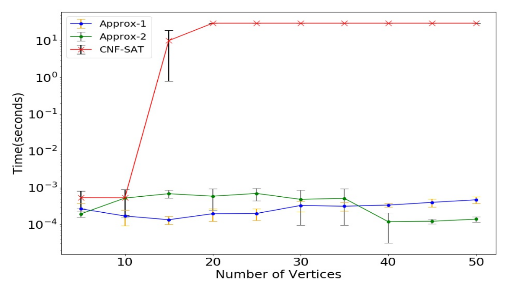 Approx-1
Approx-2
CNF-SAT
10¹
10⁰
10⁻¹
10⁻²
10⁻³
10⁻⁴
Time(seconds)
10 20 30 40 50
Number of Vertices